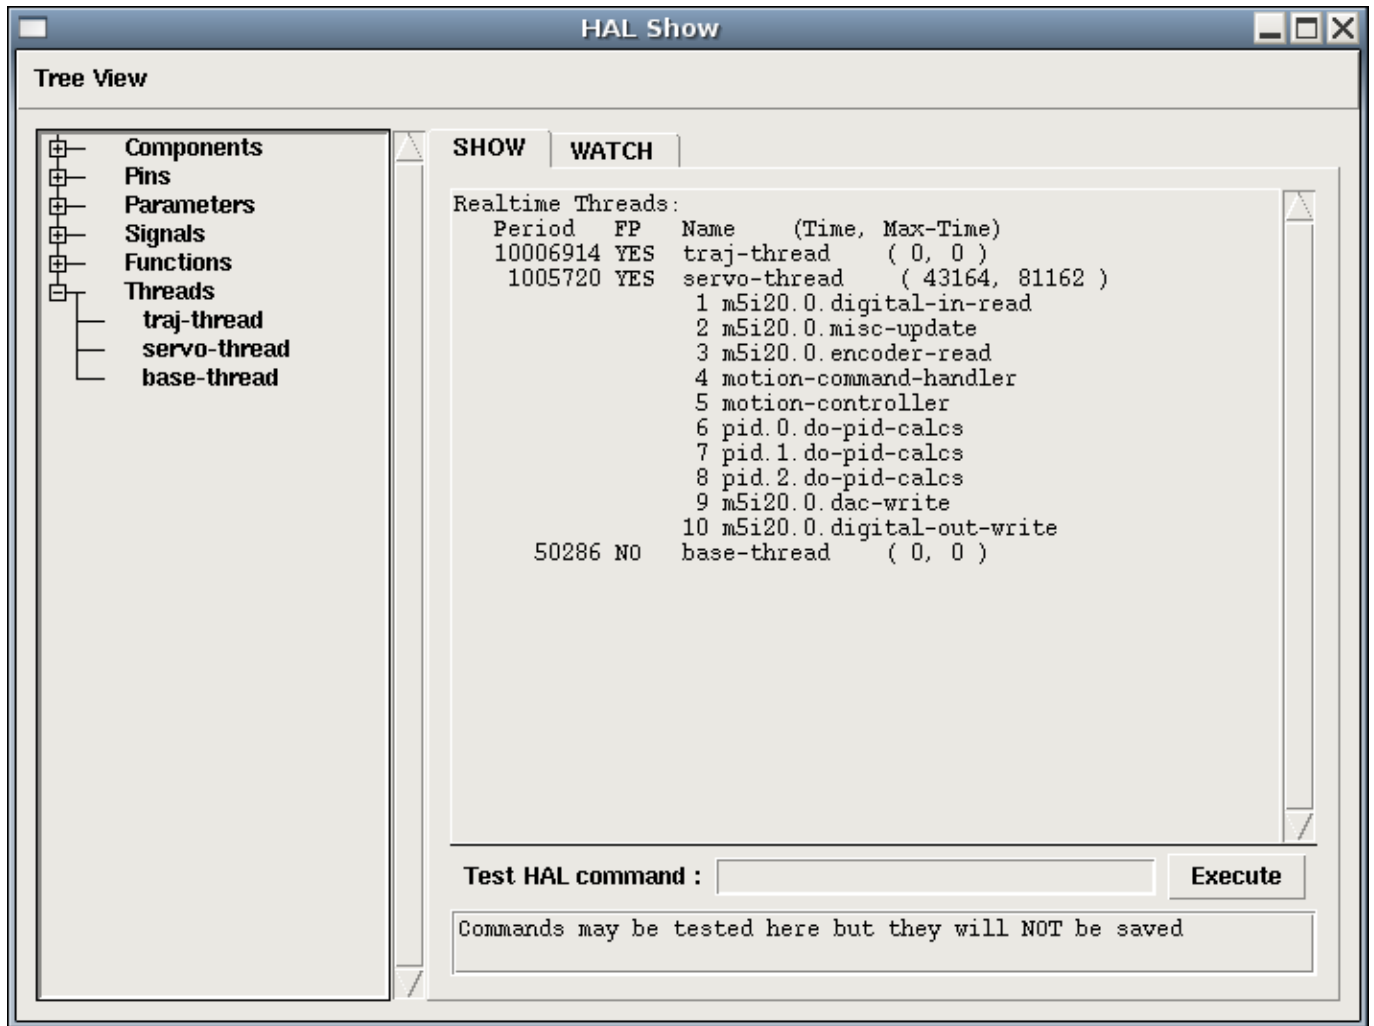 HAL Show
Tree View
Components
Pins
Parameters
Signals
Functions
Threads
traj-thread
servo-thread
base-thread
SHOW WATCH
Realtime Threads:
Period FP Name (Time, Max-Time)
10006914 YES traj-thread ( 0, 0 )
1005720 YES servo-thread ( 43164, 81162 )
1 m5i20.0.digital-in-read
2 m5i20.0.misc-update
3 m5i20.0.encoder-read
4 motion-command-handler
5 motion-controller
6 pid.0.do-pid-calcs
7 pid.1.do-pid-calcs
8 pid.2.do-pid-calcs
9 m5i20.0.dac-write
10 m5i20.0.digital-out-write
50286 NO base-thread ( 0, 0 )
Test HAL command : Execute
Commands may be tested here but they will NOT be saved